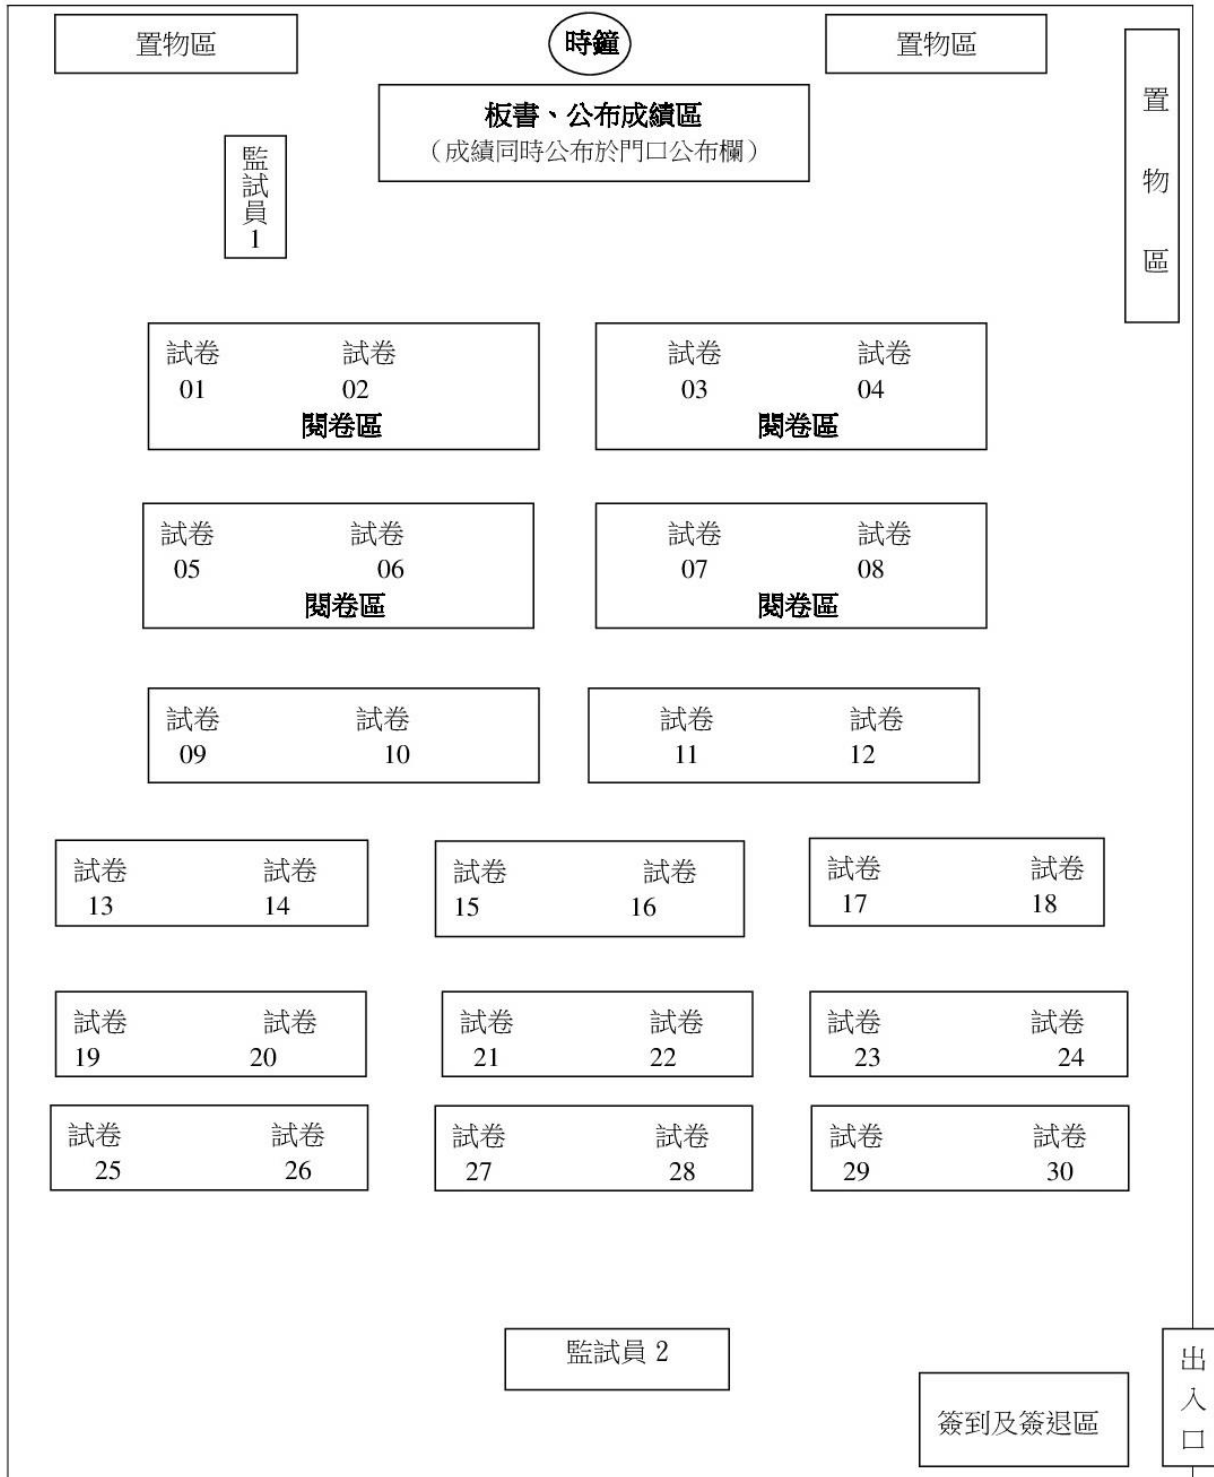 置物區
時鐘
置物區
置物區
板書、公布成績區
（成績同時公布於門口公布欄）
監試員1
試卷 試卷
01 02
閱卷區
試卷 試卷
03 04
閱卷區
試卷 試卷
05 06
閱卷區
試卷 試卷
07 08
閱卷區
試卷 試卷
09 10
試卷 試卷
11 12
試卷 試卷
13 14
試卷 試卷
15 16
試卷 試卷
17 18
試卷 試卷
19 20
試卷 試卷
21 22
試卷 試卷
23 24
試卷 試卷
25 26
試卷 試卷
27 28
試卷 試卷
29 30
監試員 2
簽到及簽退區
出入口